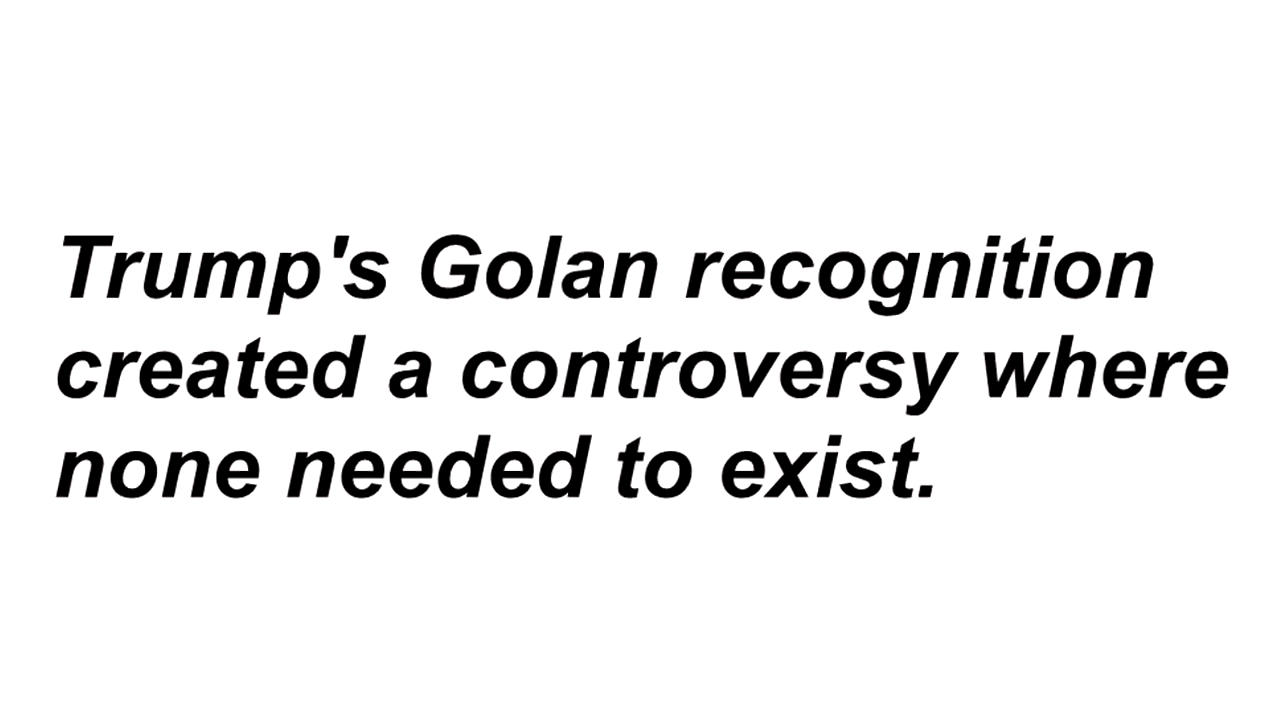 Trump's Golan recognition
created a controversy where
none needed to exist.